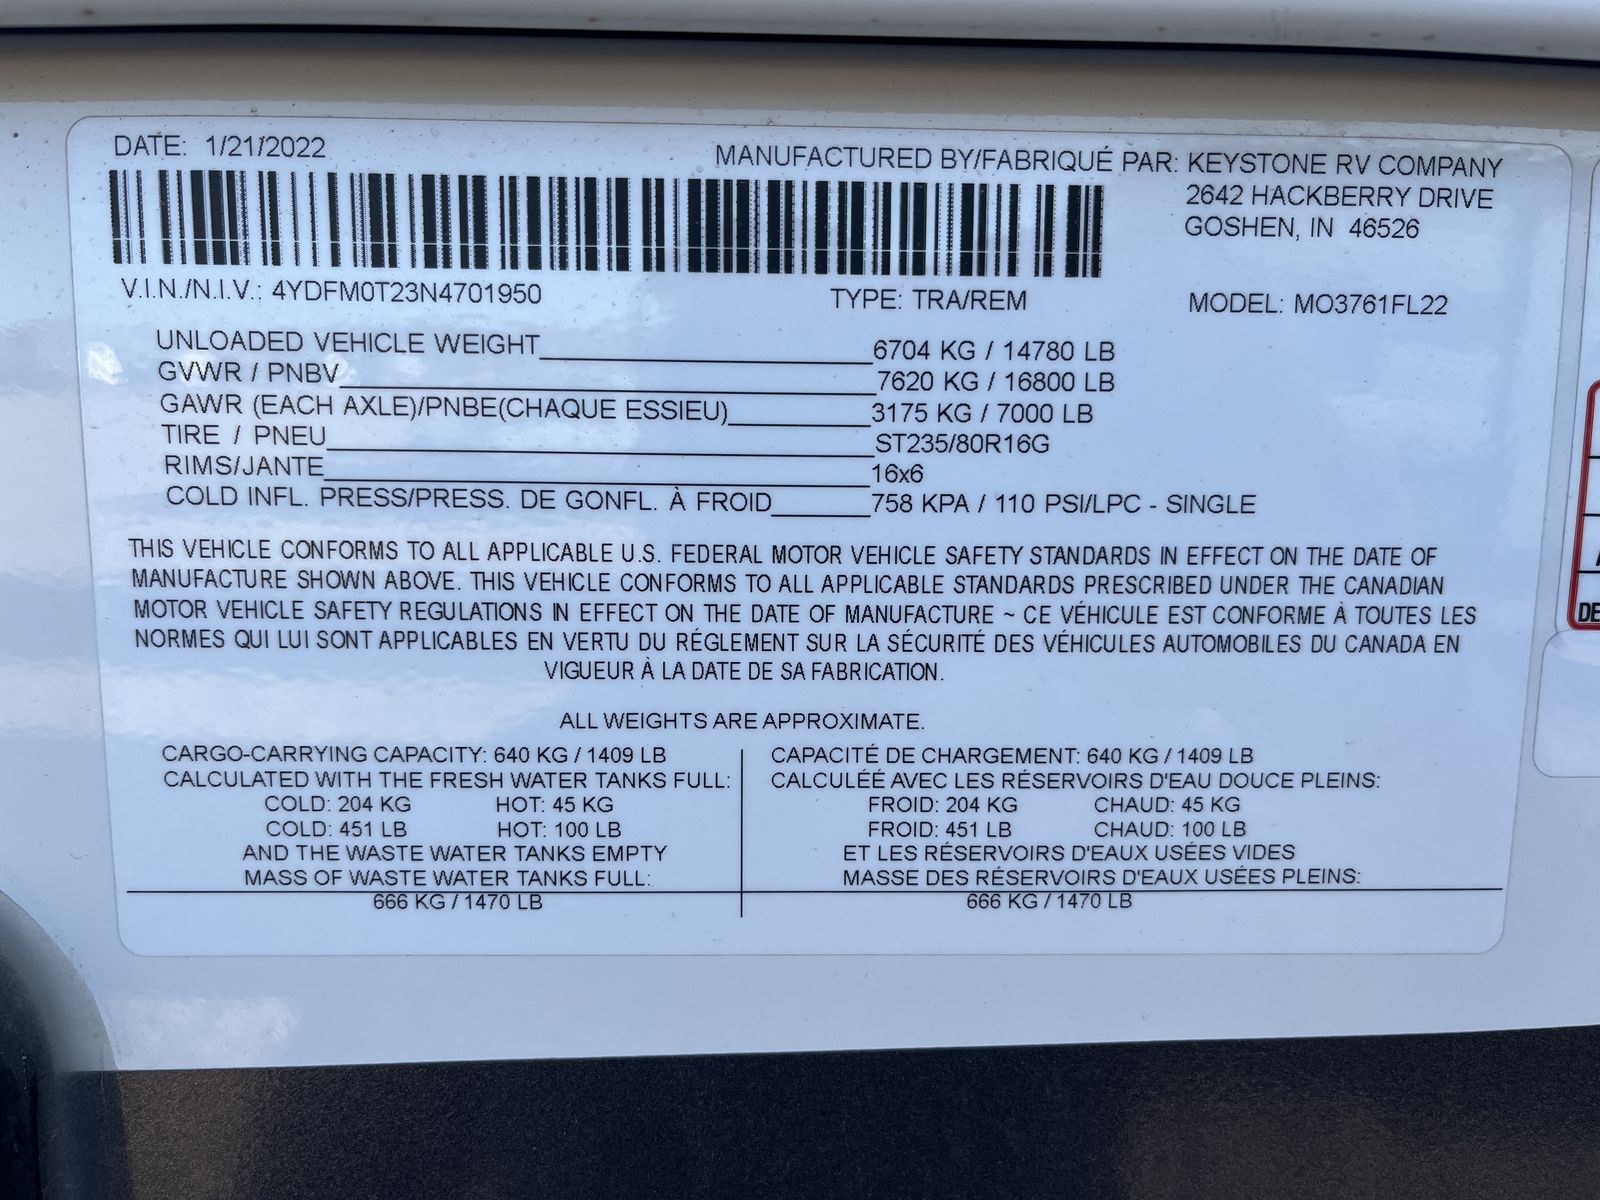 DATE: 1/21/2022
MANUFACTURED BY/FABRIQUÉ PAR: KEYSTONE RV COMPANY
2642 HACKBERRY DRIVE
GOSHEN, IN 46526
V.I.N./N.I.V.: 4YDFM0T23N4701950 TYPE: TRA/REM MODEL: MO3761FL22
UNLOADED VEHICLE WEIGHT 6704 KG / 14780 LB
GVWR / PNBV 7620 KG / 16800 LB
GAWR (EACH AXLE)/PNBE(CHAQUE ESSIEU) 3175 KG / 7000 LB
TIRE / PNEU ST235/80R16G
RIMS/JANTE 16x6
COLD INFL. PRESS/PRESS. DE GONFL. À FROID 758 KPA / 110 PSI/LPC - SINGLE
THIS VEHICLE CONFORMS TO ALL APPLICABLE U.S. FEDERAL MOTOR VEHICLE SAFETY STANDARDS IN EFFECT ON THE DATE OF
MANUFACTURE SHOWN ABOVE. THIS VEHICLE CONFORMS TO ALL APPLICABLE STANDARDS PRESCRIBED UNDER THE CANADIAN
MOTOR VEHICLE SAFETY REGULATIONS IN EFFECT ON THE DATE OF MANUFACTURE ~ CE VÉHICULE EST CONFORME À TOUTES LES
NORMES QUI LUI SONT APPLICABLES EN VERTU DU RÉGLEMENT SUR LA SÉCURITÉ DES VÉHICULES AUTOMOBILES DU CANADA EN
VIGUEUR À LA DATE DE SA FABRICATION.
ALL WEIGHTS ARE APPROXIMATE.
CARGO-CARRYING CAPACITY: 640 KG / 1409 LB
CALCULATED WITH THE FRESH WATER TANKS FULL:
COLD: 204 KG HOT: 45 KG
COLD: 451 LB HOT: 100 LB
AND THE WASTE WATER TANKS EMPTY
MASS OF WASTE WATER TANKS FULL:
666 KG / 1470 LB
CAPACITÉ DE CHARGEMENT: 640 KG / 1409 LB
CALCULÉÉ AVEC LES RÉSERVOIRS D'EAU DOUCE PLEINS:
FROID: 204 KG CHAUD: 45 KG
FROID: 451 LB CHAUD: 100 LB
ET LES RÉSERVOIRS D'EAUX USÉES VIDES
MASSE DES RÉSERVOIRS D'EAUX USÉES PLEINS:
666 KG / 1470 LB